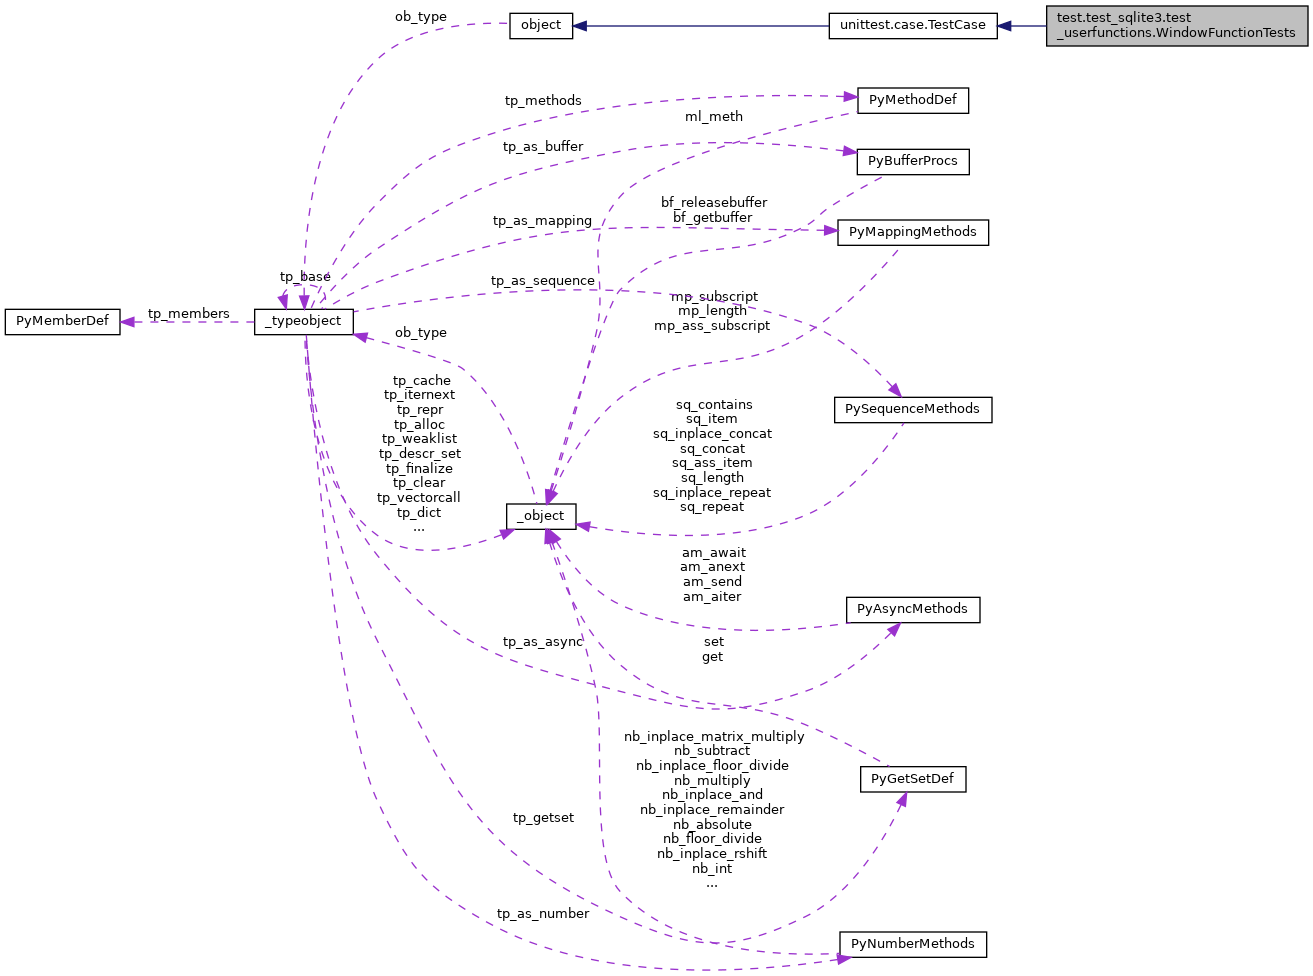 ob_type
object
unittest.case.TestCase
test.test_sqlite3.test
_userfunctions.WindowFunctionTests
tp_methods
PyMethodDef
ml_meth
tp_as_buffer
PyBufferProcs
bf_releasebuffer
bf_getbuffer
tp_as_mapping
PyMappingMethods
tp_base
tp_as_sequence
mp_subscript
mp_length
mp_ass_subscript
PyMemberDef
tp_members
_typeobject
ob_type
tp_cache
tp_iternext
tp_repr
tp_alloc
tp_weaklist
tp_descr_set
tp_finalize
tp_clear
tp_vectorcall
tp_dict
...
sq_contains
sq_item
sq_inplace_concat
sq_concat
sq_ass_item
sq_length
sq_inplace_repeat
sq_repeat
PySequenceMethods
_object
am_await
am_anext
am_send
am_aiter
PyAsyncMethods
tp_as_async
set
get
nb_inplace_matrix_multiply
nb_subtract
nb_inplace_floor_divide
nb_multiply
nb_inplace_and
nb_inplace_remainder
nb_absolute
nb_floor_divide
nb_inplace_rshift
nb_int
...
PyGetSetDef
tp_getset
tp_as_number
PyNumberMethods